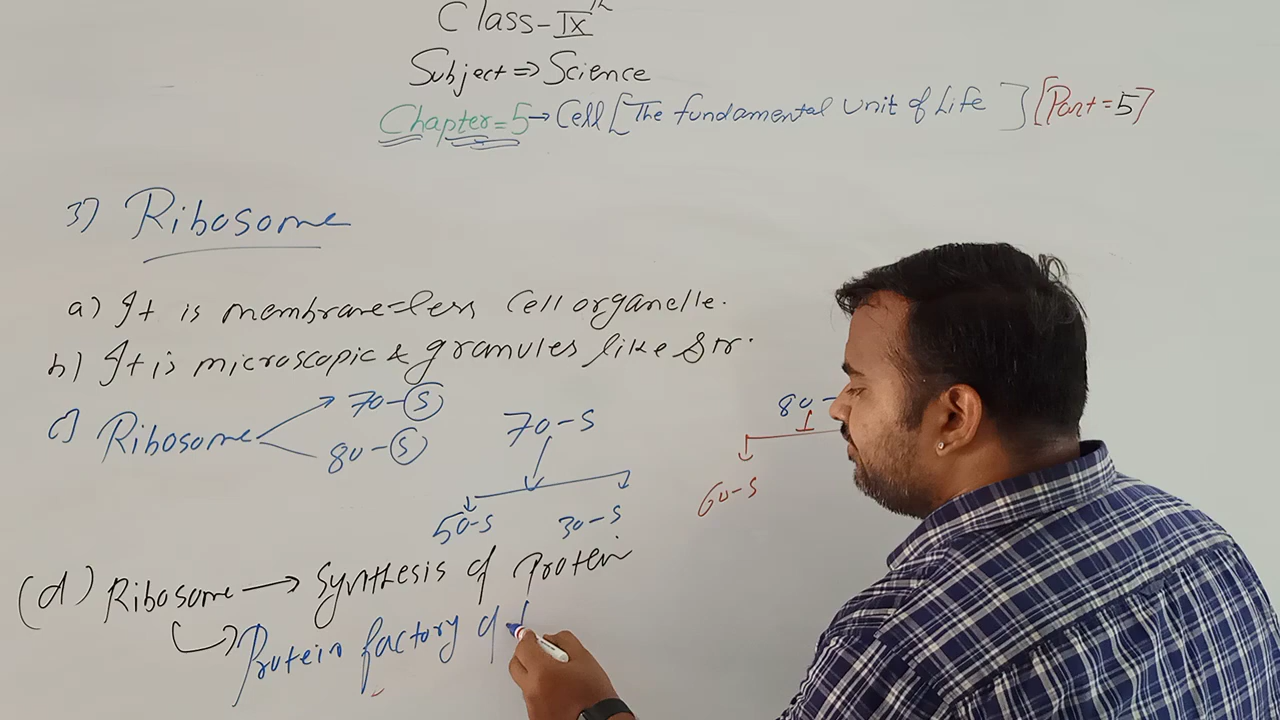 Class-IXth
Subject⇒Science
Chapter=5→Cell[The fundamental Unit of Life] [Part=5]
3) Ribosome
a) It is membrane=less Cell organelle.
b) It is microscopic & granules like Str.
c) Ribosome
70-S
80-S
70-S
50-S 30-S
80-
60-S
(d) Ribosome → Synthesis of Protein
Protein factory of